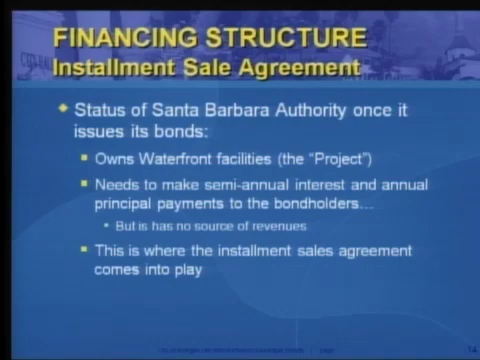 FINANCING STRUCTURE
Installment Sale Agreement
Status of Santa Barbara Authority once it
issues its bonds:
Owns Waterfront facilities (the “Project”)
Needs to make semi-annual interest and annual
principal payments to the bondholders…
But is has no source of revenues
This is where the installment sales agreement
comes into play
14